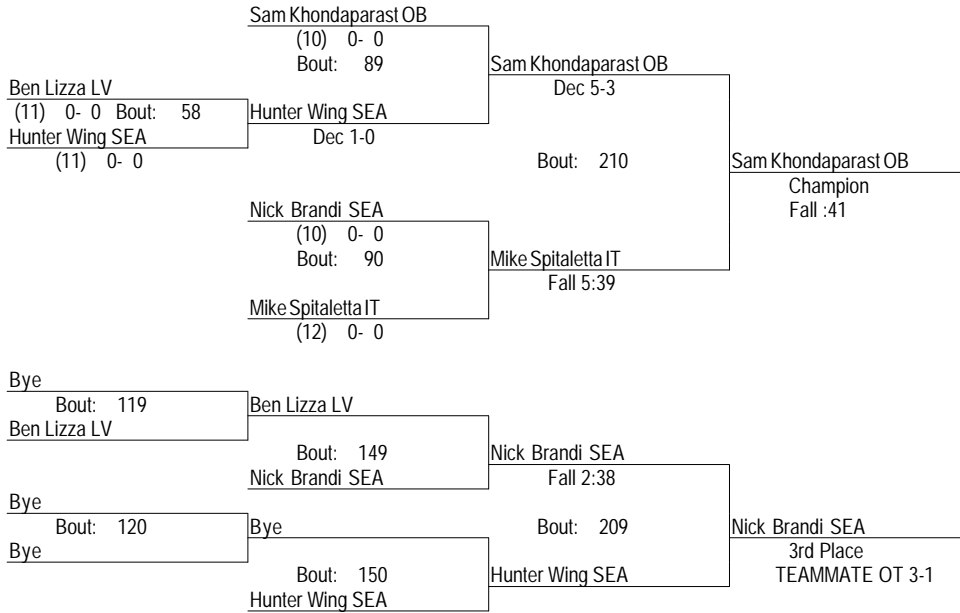 Sam Khondaparast OB
(10) 0- 0
Bout: 89
Sam Khondaparast OB
Dec 5-3
Ben Lizza LV
(11) 0- 0 Bout: 58
Hunter Wing SEA
(11) 0- 0
Hunter Wing SEA
Dec 1-0
Bout: 210
Sam Khondaparast OB
Champion
Fall :41
Nick Brandi SEA
(10) 0- 0
Bout: 90
Mike Spitaletta IT
Fall 5:39
Mike Spitaletta IT
(12) 0- 0
Bye
Bout: 119
Ben Lizza LV
Ben Lizza LV
Bout: 149
Nick Brandi SEA
Nick Brandi SEA
Fall 2:38
Bye
Bout: 120
Bye
Bye
Bout: 209
Nick Brandi SEA
3rd Place
TEAMMATE OT 3-1
Bout: 150
Hunter Wing SEA
Hunter Wing SEA